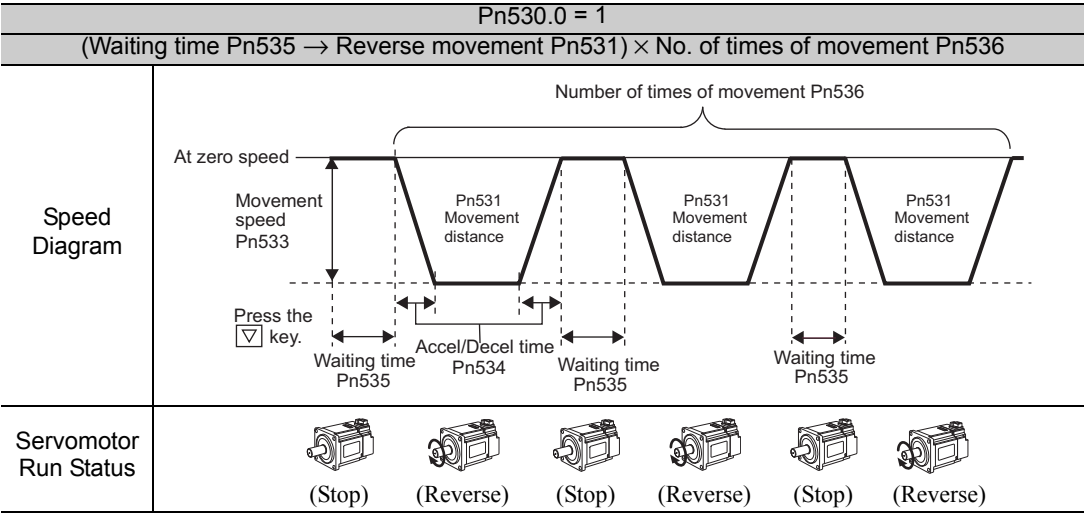 Pn530.0 = 1
(Waiting time Pn535 → Reverse movement Pn531) × No. of times of movement Pn536
Speed
Diagram
Number of times of movement Pn536
At zero speed
Movement
speed
Pn533
Pn531
Movement
distance
Pn531
Movement
distance
Pn531
Movement
distance
Press the
▽ key.
Waiting time
Pn535
Accel/Decel time
Pn534
Waiting time
Pn535
Waiting time
Pn535
Servomotor
Run Status
(Stop) (Reverse) (Stop) (Reverse) (Stop) (Reverse)